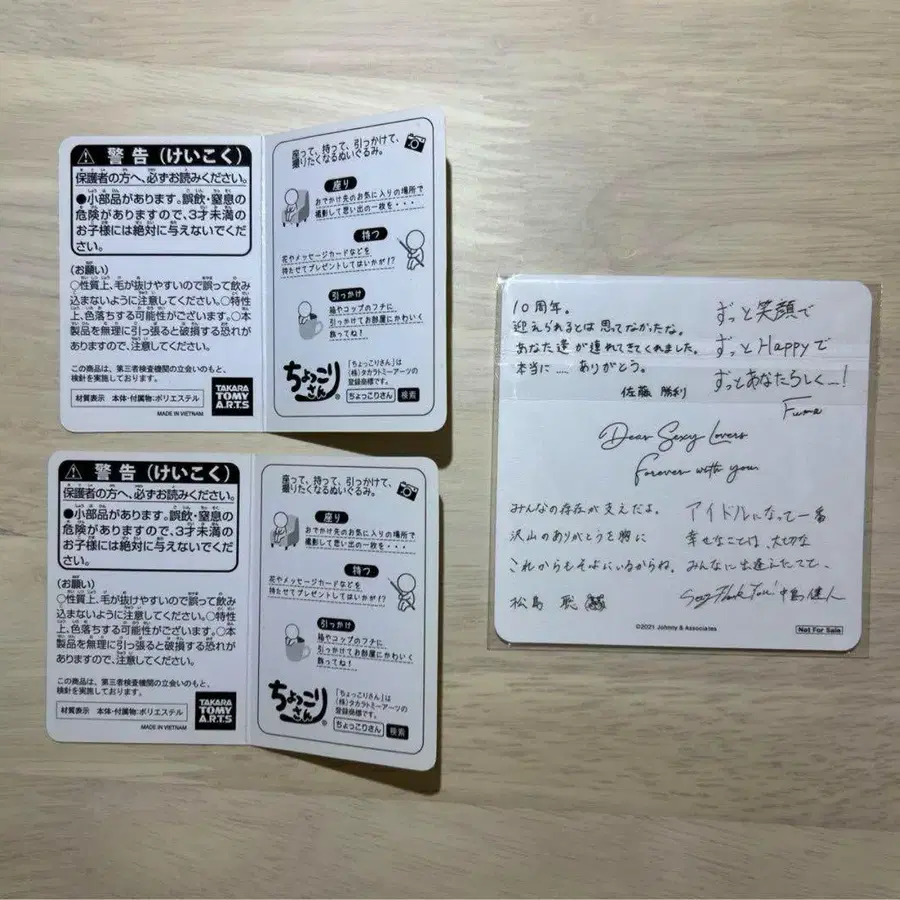 警告(けいこく)
保護者の方へ、必ずお読みください。
●小部品があります。誤飲・窒息の
危険がありますので、3才未満の
お子様には絶対に与えないでくだ
さい。
(お願い)
○性質上、毛が抜けやすいので誤って飲み
込まないように注意してください。○特性
上、色落ちする可能性がございます。○本
製品を無理に引っ張ると破損する恐れが
ありますので、注意してください。
この商品は、第三者検査機関の立会いのもと、
検針を実施しております。
材質表示 本体・付属物:ポリエステル
TAKARA
TOMY
A.R.T.S
MADE IN VIETNAM
座って、持って、引っかけて、
撮りたくなるぬいぐるみ。
座り
おでかけ先のお気に入りの場所で
撮影して思い出の一枚を・・・
持つ
花やメッセージカードなどを
持たせてプレゼントしてはいかが!?
引っかけ
箱やコップのフチに
引っかけてお部屋にかわいく
飾ってね!
ちょっこりさん
「ちょっこりさん」は
(株)タカラトミーアーツの
登録商標です。
ちょっこりさん 検索
警告(けいこく)
保護者の方へ、必ずお読みください。
●小部品があります。誤飲・窒息の
危険がありますので、3才未満の
お子様には絶対に与えないでくだ
さい。
(お願い)
○性質上、毛が抜けやすいので誤って飲み
込まないように注意してください。○特性
上、色落ちする可能性がございます。○本
製品を無理に引っ張ると破損する恐れが
ありますので、注意してください。
この商品は、第三者検査機関の立会いのもと、
検針を実施しております。
材質表示 本体・付属物:ポリエステル
TAKARA
TOMY
A.R.T.S
MADE IN VIETNAM
座って、持って、引っかけて、
撮りたくなるぬいぐるみ。
座り
おでかけ先のお気に入りの場所で
撮影して思い出の一枚を・・・
持つ
花やメッセージカードなどを
持たせてプレゼントしてはいかが!?
引っかけ
箱やコップのフチに
引っかけてお部屋にかわいく
飾ってね!
ちょっこりさん
「ちょっこりさん」は
(株)タカラトミーアーツの
登録商標です。
ちょっこりさん 検索
10周年。
迎えられるとは思ってなかったな。
あなた達が連れてきてくれました。
本当に....ありがとう。
佐藤 勝利
ずっと笑顔で
ずっとHappyで
ずっとあなたらしく...!
Fuma
Dear Sexy Lovers
forever with you
みんなの存在が支えだよ。
沢山のありがとうを胸に
これからもそばにいるからね。
松島 聡
アイドルになって一番
幸せなことは、大切な
みんなに出逢えたこと、
Sexy Thank You! 中島健人
©2021 Johnny & Associates
Not For Sale